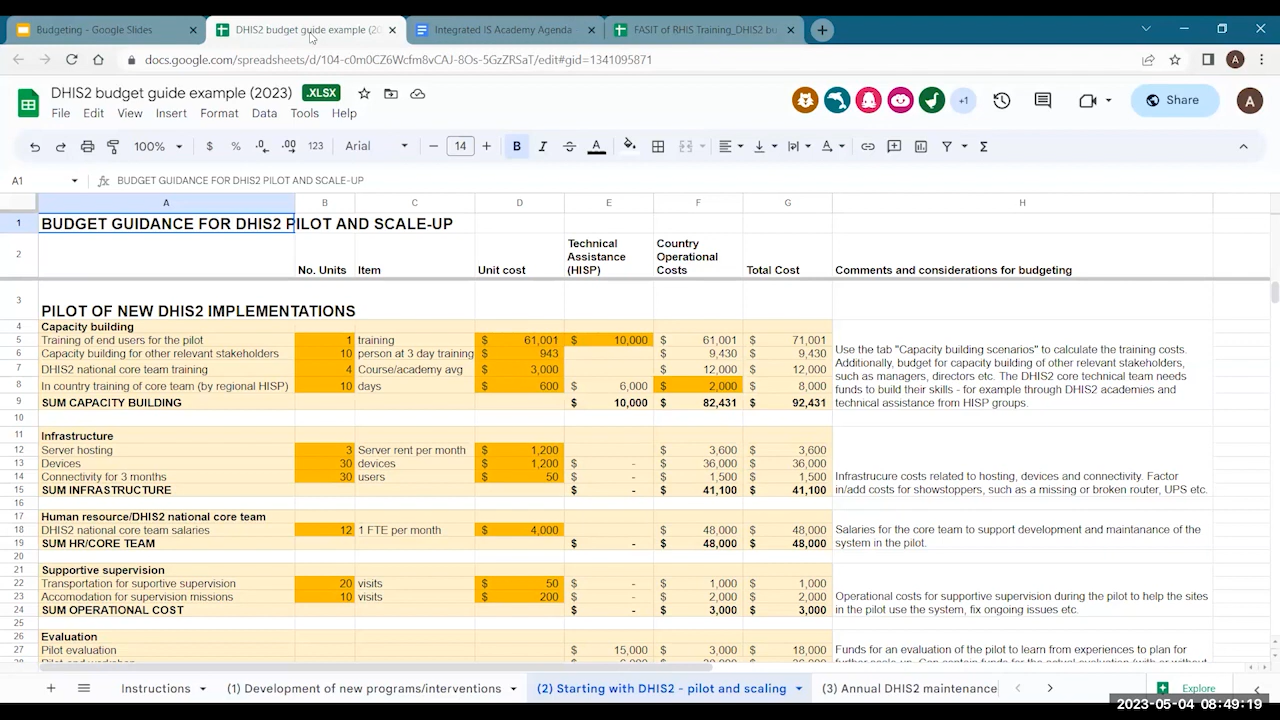 Budgeting - Google Slides
DHIS2 budget guide example (20
Integrated IS Academy Agenda
FASIT of RHIS Training_DHIS2 bu
docs.google.com/spreadsheets/d/104-c0m0CZ6Wcfm8vCAJ-8Os-5GzZRSaT/edit#gid=1341095871
A
DHIS2 budget guide example (2023) .XLSX
+1
Share
A
File Edit View Insert Format Data Tools Help
100% $ % .0 .00 123 Arial 14 B I S A
A1 fx BUDGET GUIDANCE FOR DHIS2 PILOT AND SCALE-UP
A B C D E F G H
1 BUDGET GUIDANCE FOR DHIS2 PILOT AND SCALE-UP
2 No. Units Item Unit cost Technical Assistance (HISP) Country Operational Costs Total Cost Comments and considerations for budgeting
3 PILOT OF NEW DHIS2 IMPLEMENTATIONS
4 Capacity building
5 Training of end users for the pilot 1 training $ 61,001 $ 10,000 $ 61,001 $ 71,001
6 Capacity building for other relevant stakeholders 10 person at 3 day training $ 943 $ 9,430 $ 9,430
7 DHIS2 national core team training 4 Course/academy avg $ 3,000 $ 12,000 $ 12,000
8 In country training of core team (by regional HISP) 10 days $ 600 $ 6,000 $ 2,000 $ 8,000
9 SUM CAPACITY BUILDING $ 10,000 $ 82,431 $ 92,431
Use the tab "Capacity building scenarios" to calculate the training costs.
Additionally, budget for capacity building of other relevant stakeholders,
such as managers, directors etc. The DHIS2 core technical team needs
funds to build their skills - for example through DHIS2 academies and
technical assistance from HISP groups.
10
11 Infrastructure
12 Server hosting 3 Server rent per month $ 1,200 $ 3,600 $ 3,600
13 Devices 30 devices $ 1,200 $ - $ 36,000 $ 36,000
14 Connectivity for 3 months 30 users $ 50 $ - $ 1,500 $ 1,500
15 SUM INFRASTRUCTURE $ - $ 41,100 $ 41,100
Infrastrucure costs related to hosting, devices and connectivity. Factor
in/add costs for showstoppers, such as a missing or broken router, UPS etc.
16
17 Human resource/DHIS2 national core team
18 DHIS2 national core team salaries 12 1 FTE per month $ 4,000 $ 48,000 $ 48,000
19 SUM HR/CORE TEAM $ - $ 48,000 $ 48,000
Salaries for the core team to support development and maintanance of the
system in the pilot.
20
21 Supportive supervision
22 Transportation for suportive supervision 20 visits $ 50 $ - $ 1,000 $ 1,000
23 Accomodation for supervision missions 10 visits $ 200 $ - $ 2,000 $ 2,000
24 SUM OPERATIONAL COST $ - $ 3,000 $ 3,000
Operational costs for supportive supervision during the pilot to help the sites
in the pilot use the system, fix ongoing issues etc.
25
26 Evaluation
27 Pilot evaluation $ 15,000 $ 3,000 $ 18,000
Funds for an evaluation of the pilot to learn from experiences to plan for
Instructions (1) Development of new programs/interventions (2) Starting with DHIS2 - pilot and scaling (3) Annual DHIS2 maintenance
Explore
2023-05-04 08:49:19